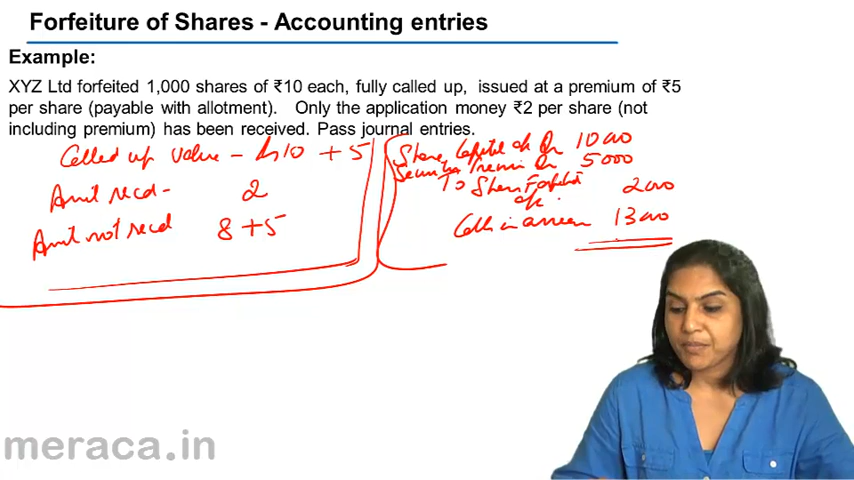 Forfeiture of Shares - Accounting entries
Example:
XYZ Ltd forfeited 1,000 shares of ₹10 each, fully called up, issued at a premium of ₹5
per share (payable with allotment). Only the application money ₹2 per share (not
including premium) has been received. Pass journal entries.
Called up value - Rs 10 + 5
Amt recd - 2
Amt not recd 8 + 5
Share Capital a/c Dr 10000
Securities Premium Dr 5000
To Share Forfeited 2000
a/c
Calls in arrear 13000
meraca.in